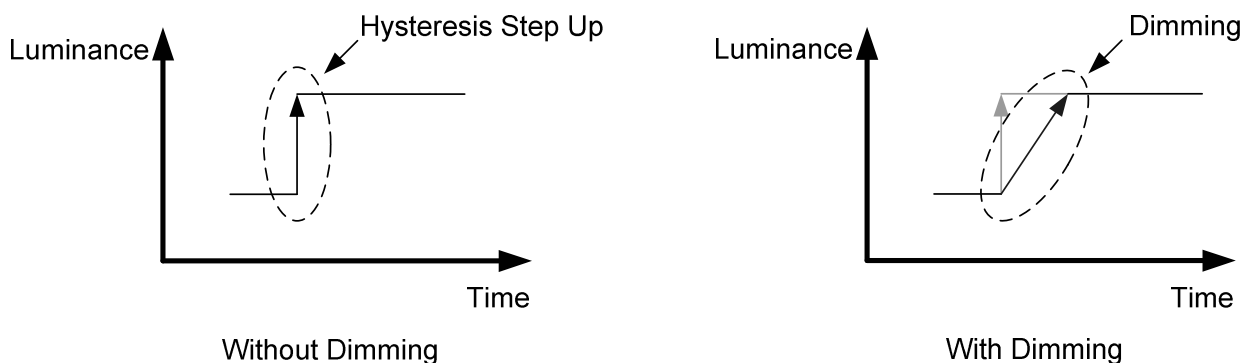 Hysteresis Step Up
Luminance
Time
Without Dimming
Dimming
Luminance
Time
With Dimming